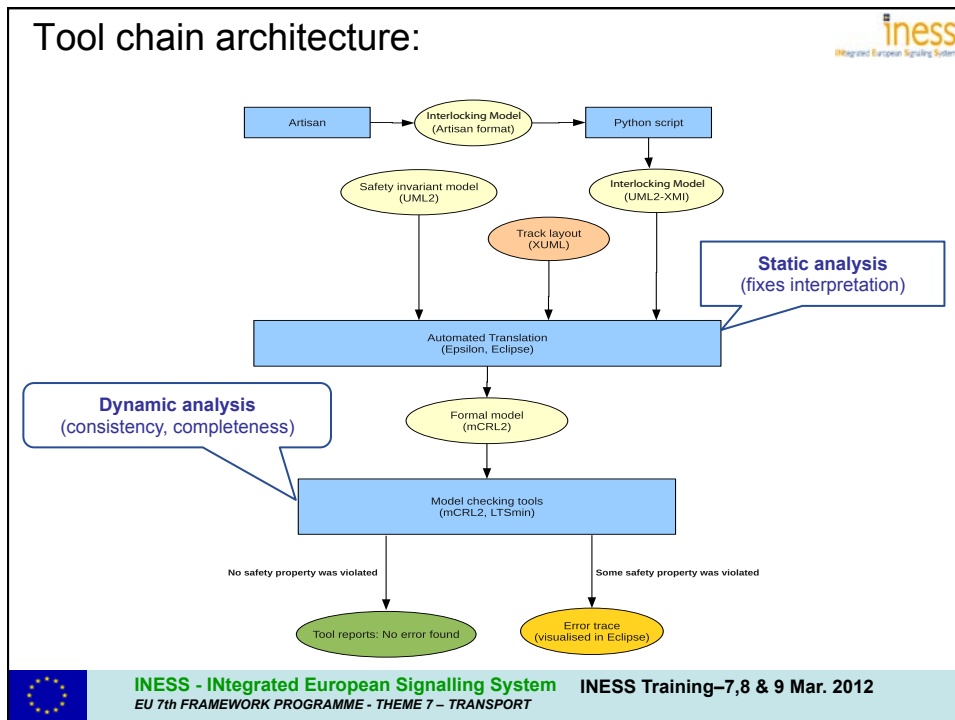 Tool chain architecture:
iness
INtegrated European Signalling System
Artisan
Interlocking Model
(Artisan format)
Python script
Safety invariant model
(UML2)
Interlocking Model
(UML2-XMI)
Track layout
(XUML)
Static analysis
(fixes interpretation)
Automated Translation
(Epsilon, Eclipse)
Dynamic analysis
(consistency, completeness)
Formal model
(mCRL2)
Model checking tools
(mCRL2, LTSmin)
No safety property was violated
Some safety property was violated
Tool reports: No error found
Error trace
(visualised in Eclipse)
INESS - INtegrated European Signalling System
INESS Training–7,8 & 9 Mar. 2012
EU 7th FRAMEWORK PROGRAMME - THEME 7 – TRANSPORT